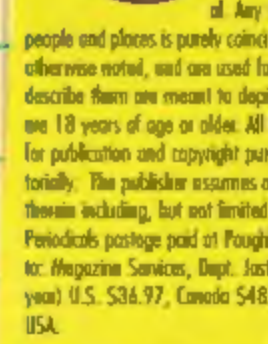 of Any
people and places is purely coinci
otherwise noted, and are used fo
describe them are meant to depi
are 18 years of age or older. All
for publication and copyright pur
torially. The publisher assumes
therein including, but not limited
Periodicals postage paid at Pough
to: Magazine Services, Dept.
year) U.S. $36.97, Canada $48
USA.